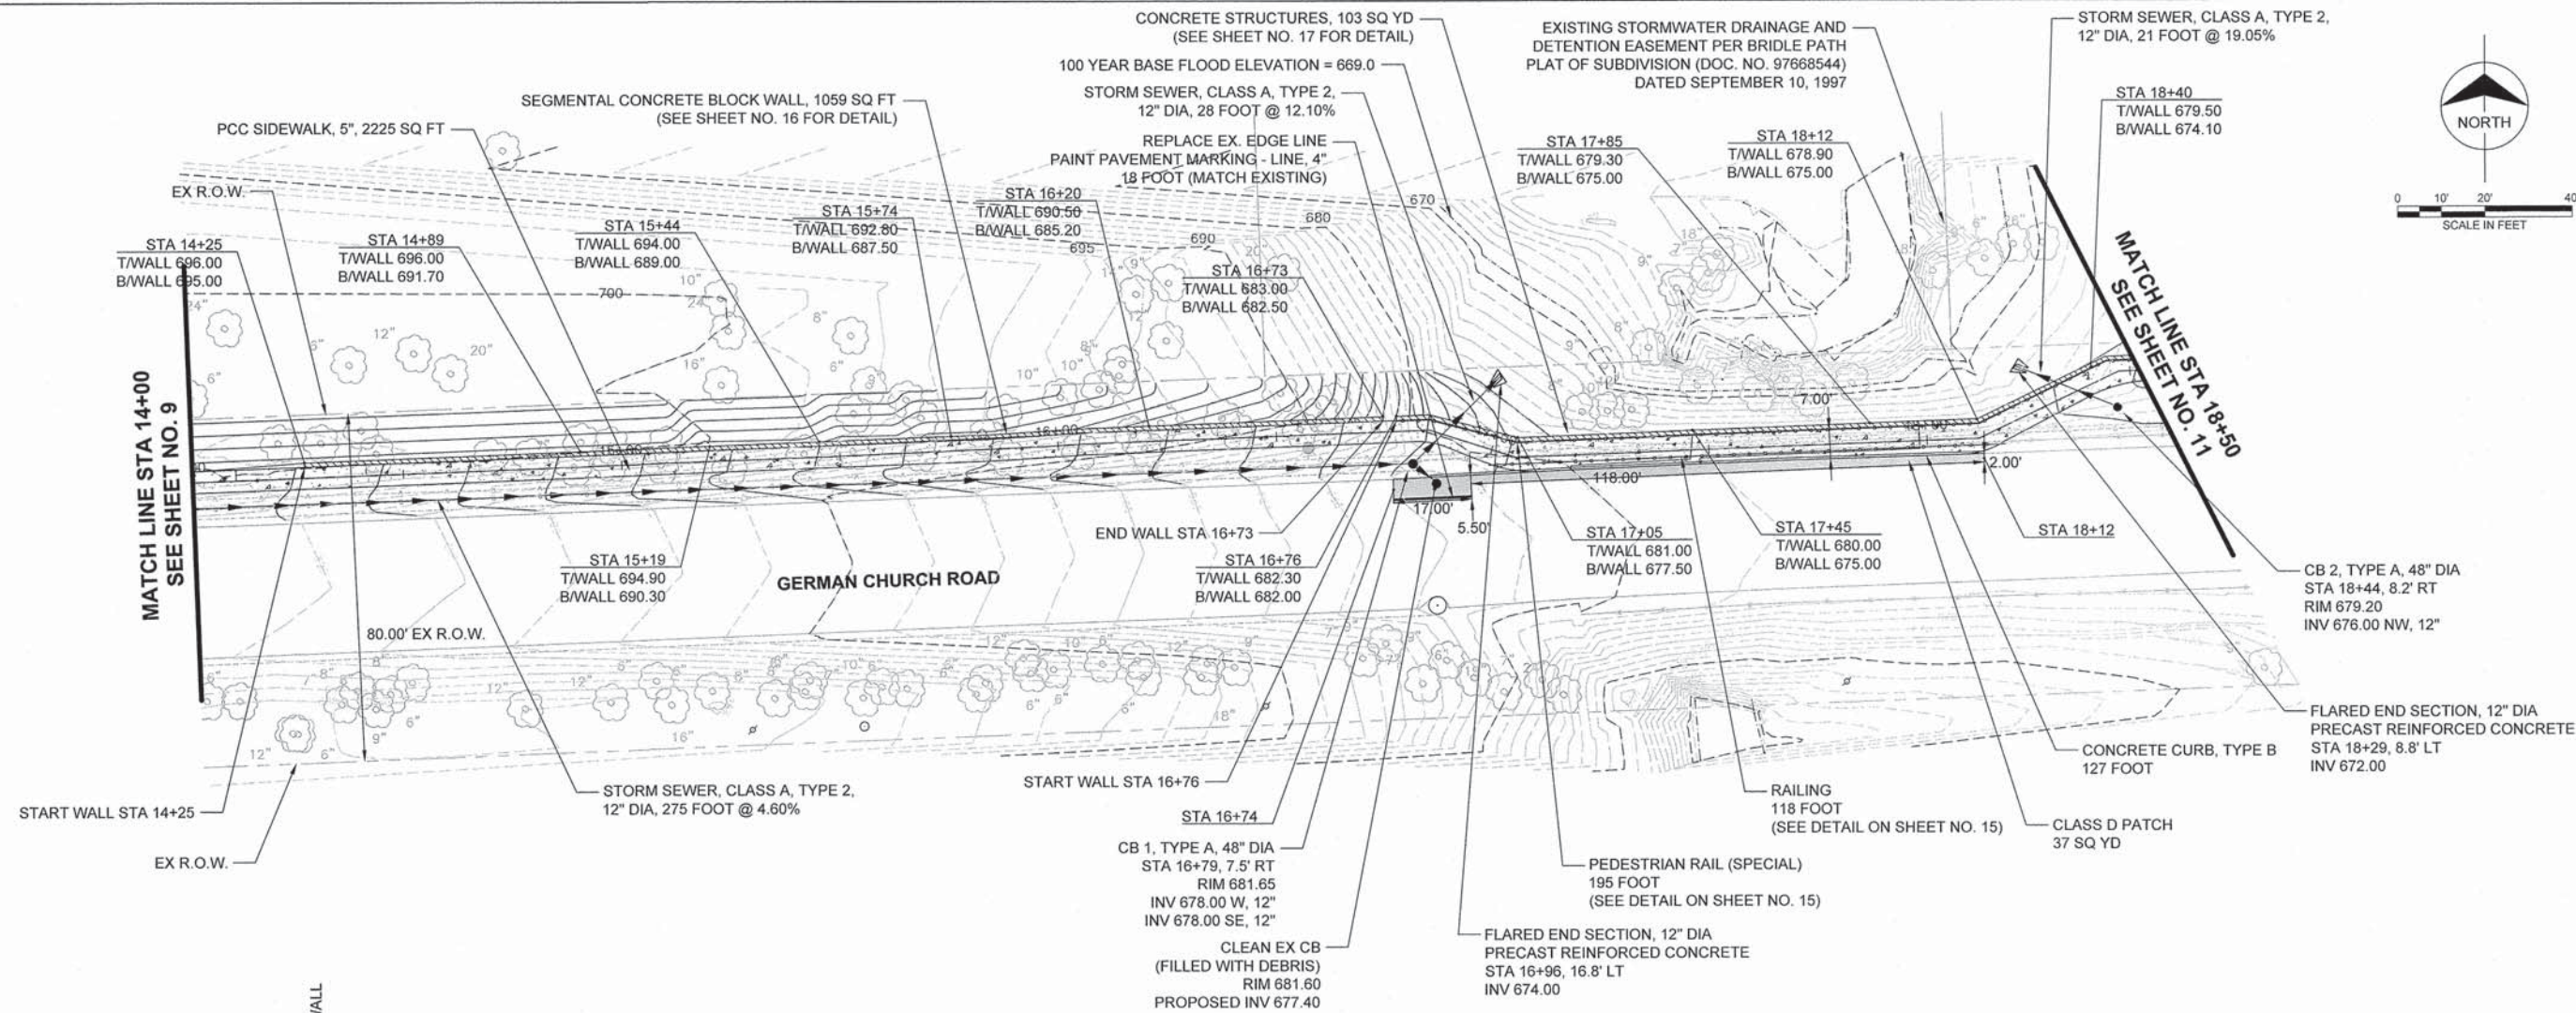 CONCRETE STRUCTURES, 103 SQ YD
(SEE SHEET NO. 17 FOR DETAIL)
100 YEAR BASE FLOOD ELEVATION = 669.0
STORM SEWER, CLASS A, TYPE 2,
12" DIA, 28 FOOT @ 12.10%
REPLACE EX. EDGE LINE
PAINT PAVEMENT MARKING - LINE, 4"
18 FOOT (MATCH EXISTING)
EXISTING STORMWATER DRAINAGE AND
DETENTION EASEMENT PER BRIDLE PATH
PLAT OF SUBDIVISION (DOC. NO. 97668544)
DATED SEPTEMBER 10, 1997
STORM SEWER, CLASS A, TYPE 2,
12" DIA, 21 FOOT @ 19.05%
STA 18+40
T/WALL 679.50
B/WALL 674.10
NORTH
0 10' 20' 40'
SCALE IN FEET
SEGMENTAL CONCRETE BLOCK WALL, 1059 SQ FT
(SEE SHEET NO. 16 FOR DETAIL)
PCC SIDEWALK, 5", 2225 SQ FT
EX R.O.W.
STA 14+25
T/WALL 696.00
B/WALL 695.00
STA 14+89
T/WALL 696.00
B/WALL 691.70
STA 15+44
T/WALL 694.00
B/WALL 689.00
STA 15+74
T/WALL 692.80
B/WALL 687.50
STA 16+20
T/WALL 690.50
B/WALL 685.20
STA 16+73
T/WALL 683.00
B/WALL 682.50
STA 17+85
T/WALL 679.30
B/WALL 675.00
STA 18+12
T/WALL 678.90
B/WALL 675.00
670
680
690
695
700
MATCH LINE STA 14+00
SEE SHEET NO. 9
MATCH LINE STA 18+50
SEE SHEET NO. 11
7.00'
118.00'
2.00'
17.00'
5.50'
END WALL STA 16+73
STA 16+76
T/WALL 682.30
B/WALL 682.00
STA 17+05
T/WALL 681.00
B/WALL 677.50
STA 17+45
T/WALL 680.00
B/WALL 675.00
STA 18+12
STA 15+19
T/WALL 694.90
B/WALL 690.30
GERMAN CHURCH ROAD
80.00' EX R.O.W.
CB 2, TYPE A, 48" DIA
STA 18+44, 8.2' RT
RIM 679.20
INV 676.00 NW, 12"
FLARED END SECTION, 12" DIA
PRECAST REINFORCED CONCRETE
STA 18+29, 8.8' LT
INV 672.00
CONCRETE CURB, TYPE B
127 FOOT
RAILING
118 FOOT
(SEE DETAIL ON SHEET NO. 15)
CLASS D PATCH
37 SQ YD
START WALL STA 14+25
EX R.O.W.
STORM SEWER, CLASS A, TYPE 2,
12" DIA, 275 FOOT @ 4.60%
START WALL STA 16+76
STA 16+74
CB 1, TYPE A, 48" DIA
STA 16+79, 7.5' RT
RIM 681.65
INV 678.00 W, 12"
INV 678.00 SE, 12"
CLEAN EX CB
(FILLED WITH DEBRIS)
RIM 681.60
PROPOSED INV 677.40
PEDESTRIAN RAIL (SPECIAL)
195 FOOT
(SEE DETAIL ON SHEET NO. 15)
FLARED END SECTION, 12" DIA
PRECAST REINFORCED CONCRETE
STA 16+96, 16.8' LT
INV 674.00